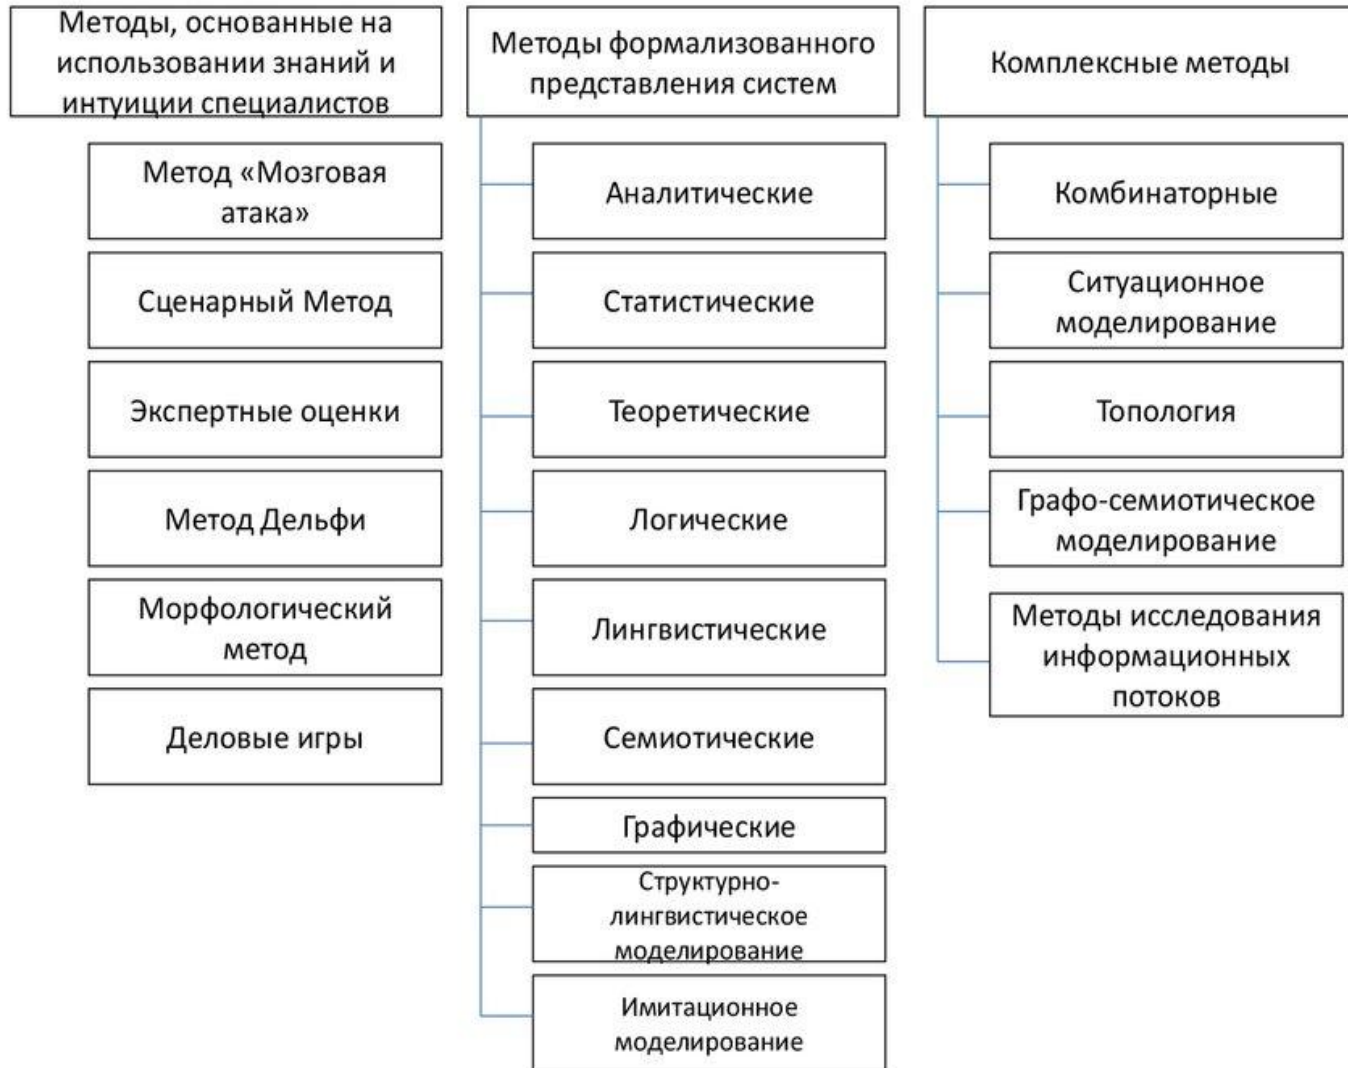 Методы, основанные на
использовании знаний и
интуиции специалистов
Метод «Мозговая
атака»
Сценарный Метод
Экспертные оценки
Метод Дельфи
Морфологический
метод
Деловые игры
Методы формализованного
представления систем
Аналитические
Статистические
Теоретические
Логические
Лингвистические
Семиотические
Графические
Структурно-
лингвистическое
моделирование
Имитационное
моделирование
Комплексные методы
Комбинаторные
Ситуационное
моделирование
Топология
Графо-семиотическое
моделирование
Методы исследования
информационных
потоков